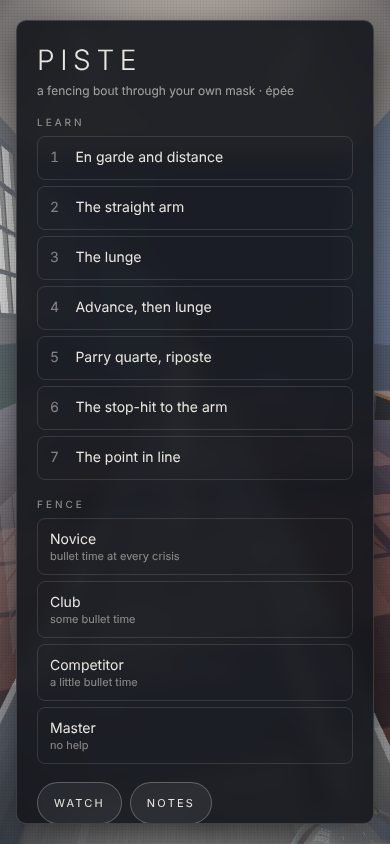 PISTE
a fencing bout through your own mask · épée
LEARN
1 En garde and distance
2 The straight arm
3 The lunge
4 Advance, then lunge
5 Parry quarte, riposte
6 The stop-hit to the arm
7 The point in line
FENCE
Novice
bullet time at every crisis
Club
some bullet time
Competitor
a little bullet time
Master
no help
WATCH NOTES